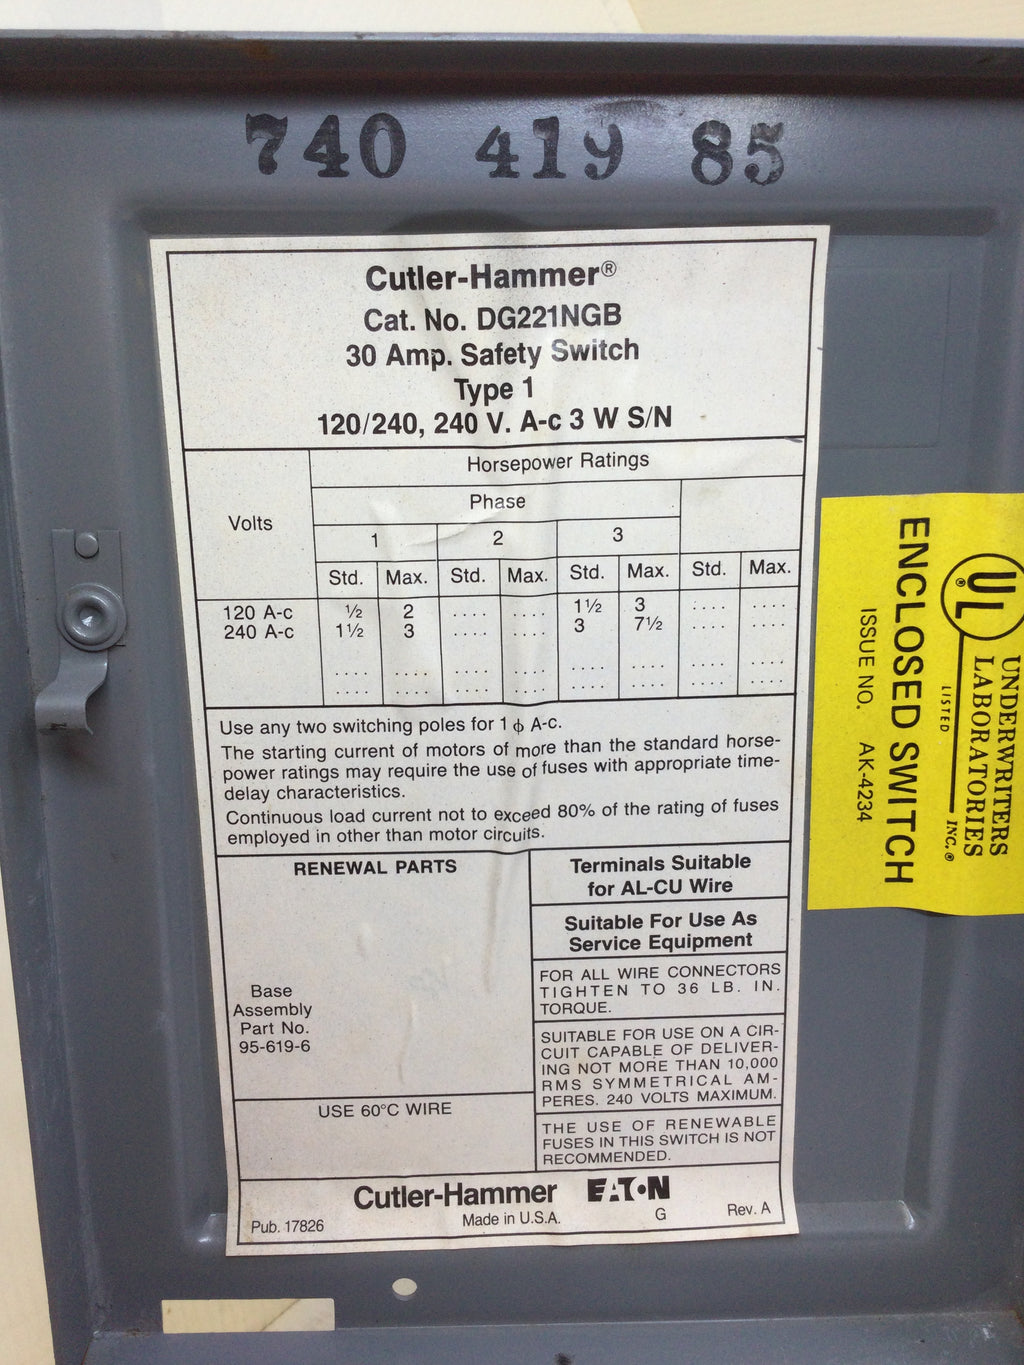 740 419 85
Cutler-Hammer®
Cat. No. DG221NGB
30 Amp. Safety Switch
Type 1
120/240, 240 V. A-c 3 W S/N
Volts
Horsepower Ratings
Phase
1 2 3
Std. Max. Std. Max. Std. Max. Std. Max.
120 A-c ½ 2 .... .... 1½ 3 .... ....
240 A-c 1½ 3 .... .... 3 7½ .... ....
.... .... .... .... .... .... .... ....
.... .... .... .... .... .... .... ....
Use any two switching poles for 1 ϕ A-c.
The starting current of motors of more than the standard horse-
power ratings may require the use of fuses with appropriate time-
delay characteristics.
Continuous load current not to exceed 80% of the rating of fuses
employed in other than motor circuits.
RENEWAL PARTS
Base
Assembly
Part No.
95-619-6
USE 60°C WIRE
Terminals Suitable
for AL-CU Wire
Suitable For Use As
Service Equipment
FOR ALL WIRE CONNECTORS
TIGHTEN TO 36 LB. IN.
TORQUE.
SUITABLE FOR USE ON A CIR-
CUIT CAPABLE OF DELIVER-
ING NOT MORE THAN 10,000
RMS SYMMETRICAL AM-
PERES. 240 VOLTS MAXIMUM.
THE USE OF RENEWABLE
FUSES IN THIS SWITCH IS NOT
RECOMMENDED.
Cutler-Hammer EATON
Pub. 17826 Made in U.S.A. G Rev. A
UNDERWRITERS
LABORATORIES INC.®
UL ®
LISTED
ENCLOSED SWITCH
ISSUE NO. AK-4234